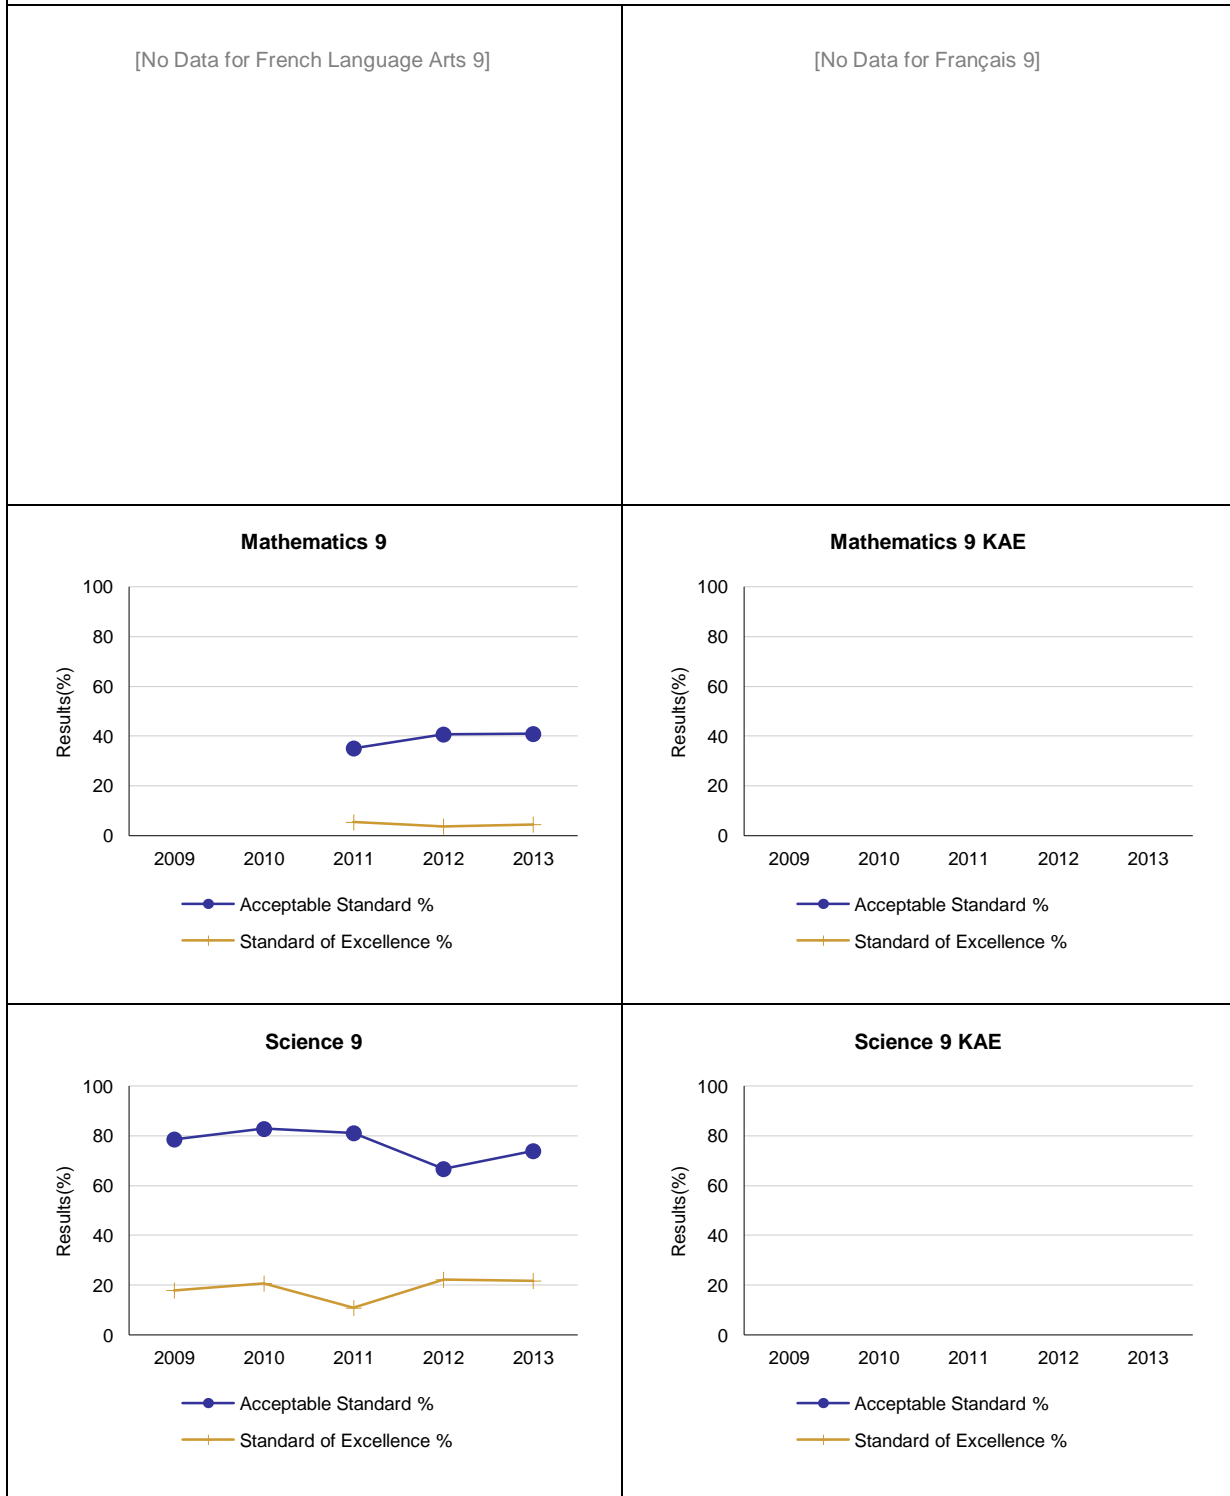 [No Data for French Language Arts 9]
[No Data for Français 9]
Mathematics 9
100
80
60
40
20
0
Results(%)
2009 2010 2011 2012 2013
Acceptable Standard %
Standard of Excellence %
Mathematics 9 KAE
100
80
60
40
20
0
Results(%)
2009 2010 2011 2012 2013
Acceptable Standard %
Standard of Excellence %
Science 9
100
80
60
40
20
0
Results(%)
2009 2010 2011 2012 2013
Acceptable Standard %
Standard of Excellence %
Science 9 KAE
100
80
60
40
20
0
Results(%)
2009 2010 2011 2012 2013
Acceptable Standard %
Standard of Excellence %